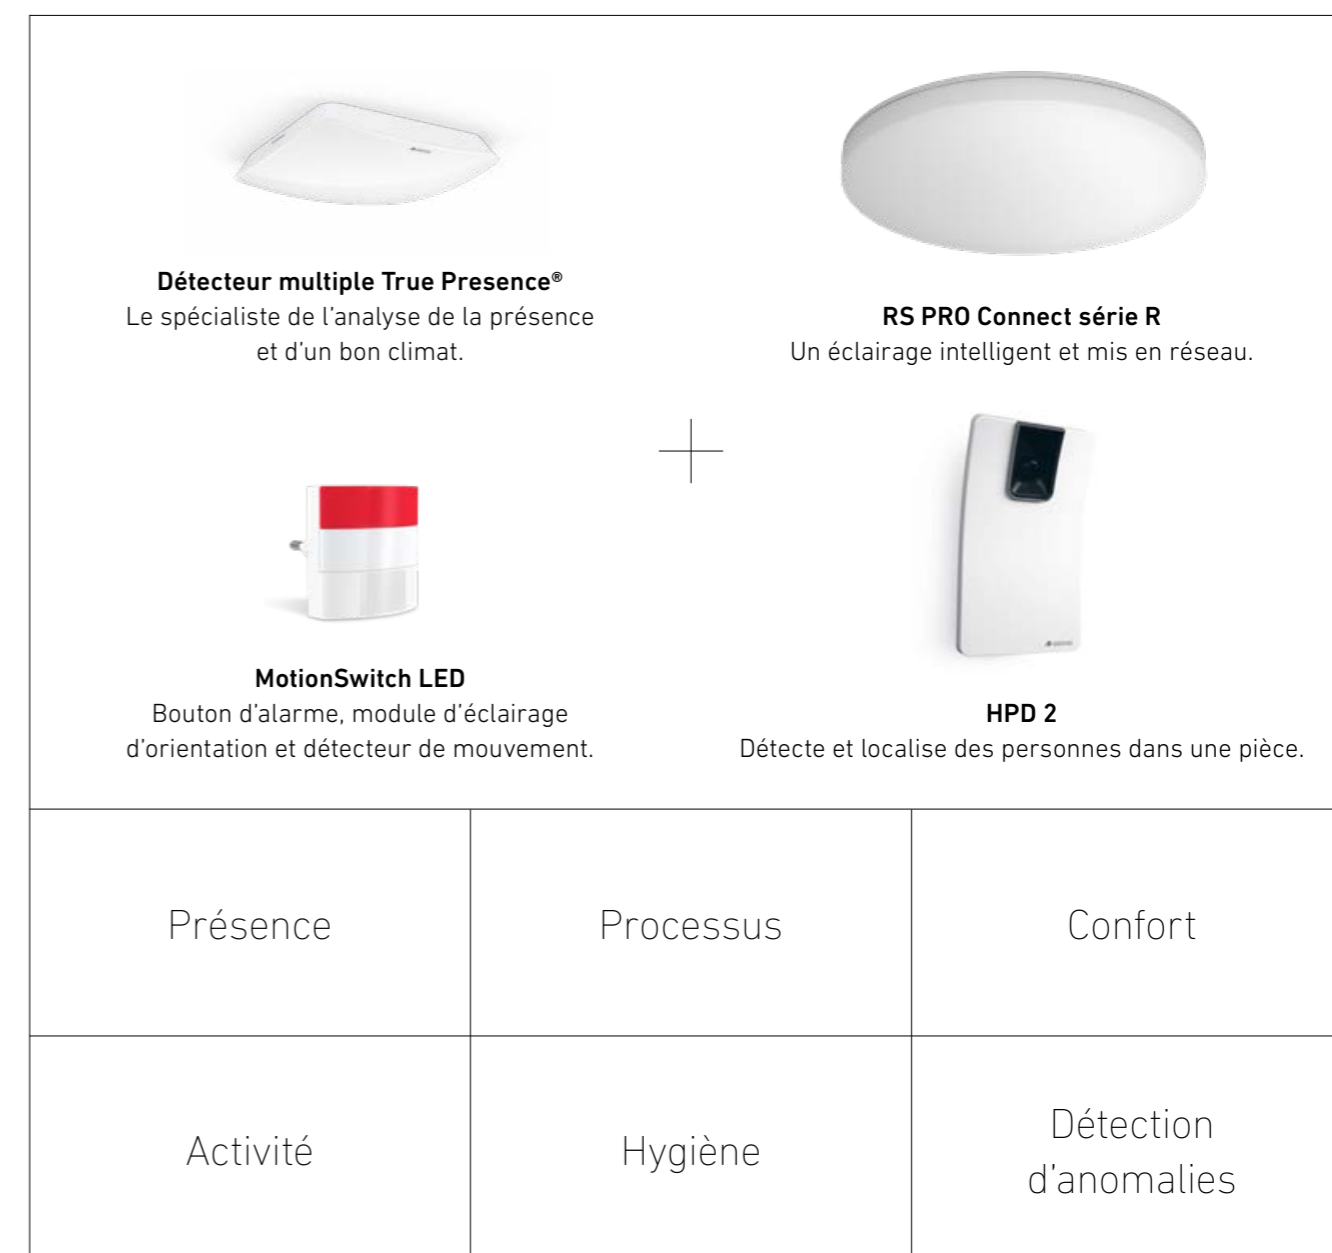 Détecteur multiple True Presence®
Le spécialiste de l’analyse de la présence
et d’un bon climat.
RS PRO Connect série R
Un éclairage intelligent et mis en réseau.
MotionSwitch LED
Bouton d’alarme, module d’éclairage
d’orientation et détecteur de mouvement.
HPD 2
Détecte et localise des personnes dans une pièce.
Présence
Processus
Confort
Activité
Hygiène
Détection
d’anomalies